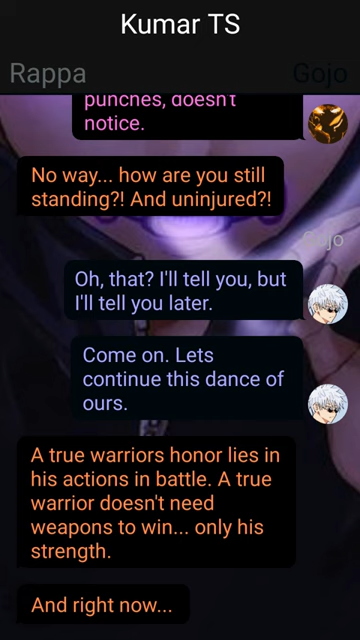 Kumar TS
Rappa
Gojo
punches, doesn't
notice.
No way... how are you still
standing?! And uninjured?!
Gojo
Oh, that? I'll tell you, but
I'll tell you later.
Come on. Lets
continue this dance of
ours.
A true warriors honor lies in
his actions in battle. A true
warrior doesn't need
weapons to win... only his
strength.
And right now...